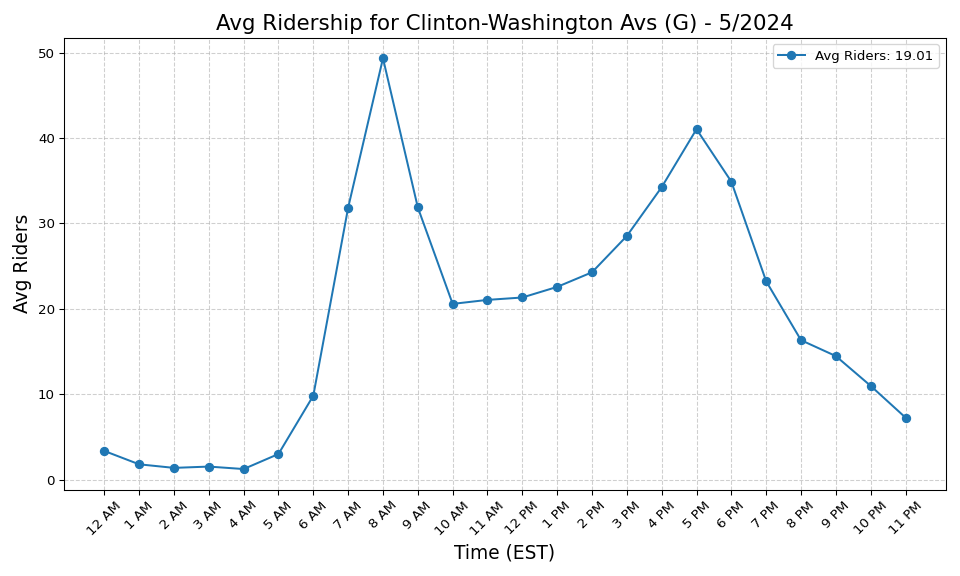 Avg Ridership for Clinton-Washington Avs (G) - 5/2024
Avg Riders: 19.01
Avg Riders
50
40
30
20
10
0
12 AM
1 AM
2 AM
3 AM
4 AM
5 AM
6 AM
7 AM
8 AM
9 AM
10 AM
11 AM
12 PM
1 PM
2 PM
3 PM
4 PM
5 PM
6 PM
7 PM
8 PM
9 PM
10 PM
11 PM
Time (EST)